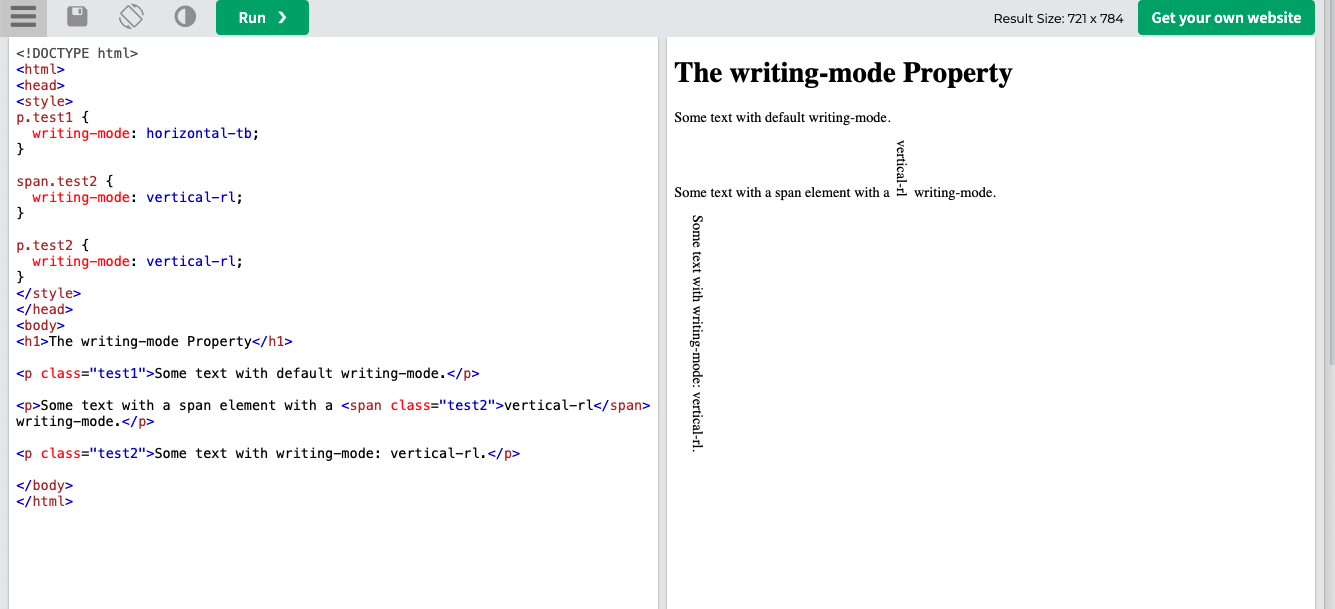 Run ❯
Result Size: 721 x 784
Get your own website
<!DOCTYPE html>
<html>
<head>
<style>
p.test1 {
  writing-mode: horizontal-tb;
}

span.test2 {
  writing-mode: vertical-rl;
}

p.test2 {
  writing-mode: vertical-rl;
}
</style>
</head>
<body>
<h1>The writing-mode Property</h1>

<p class="test1">Some text with default writing-mode.</p>

<p>Some text with a span element with a <span class="test2">vertical-rl</span>
writing-mode.</p>

<p class="test2">Some text with writing-mode: vertical-rl.</p>

</body>
</html>
The writing-mode Property
Some text with default writing-mode.
Some text with a span element with a vertical-rl writing-mode.
Some text with writing-mode: vertical-rl.